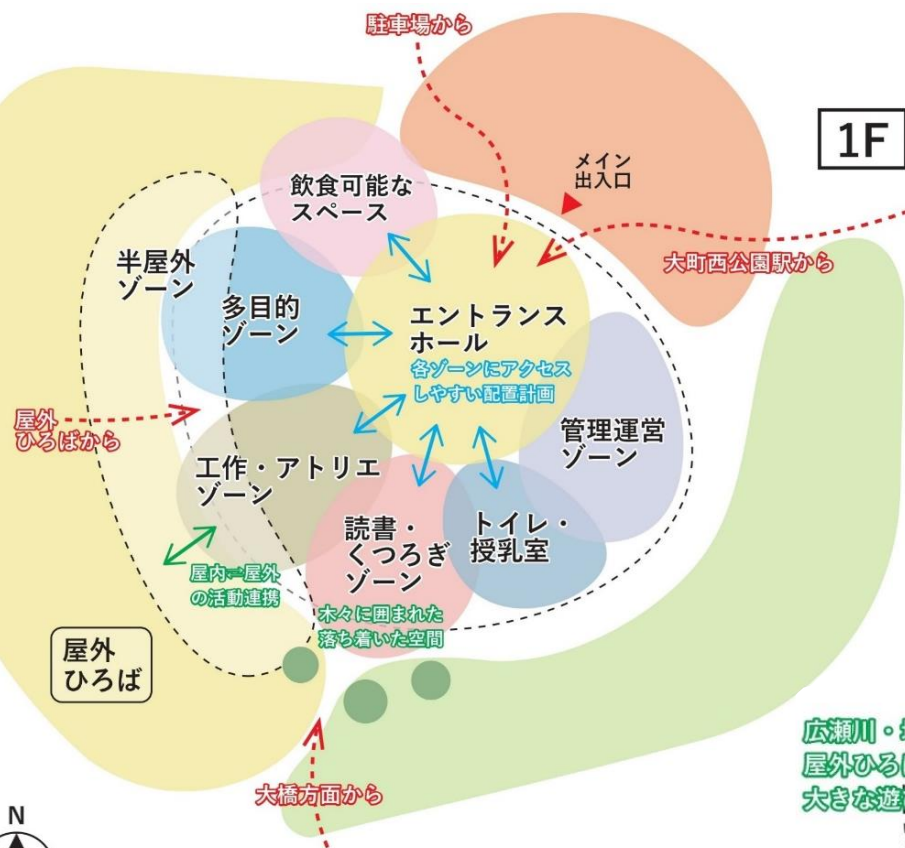 駐車場から
1F
メイン
出入口
飲食可能な
スペース
大町西公園駅から
半屋外
ゾーン
多目的
ゾーン
エントランス
ホール
各ゾーンにアクセス
しやすい配置計画
屋外
ひろばから
管理運営
ゾーン
工作・アトリエ
ゾーン
読書・
くつろぎ
ゾーン
トイレ・
授乳室
屋内⇌屋外
の活動連携
木々に囲まれた
落ち着いた空間
屋外
ひろば
大橋方面から
広瀬川・
屋外ひろ
大きな遊
N